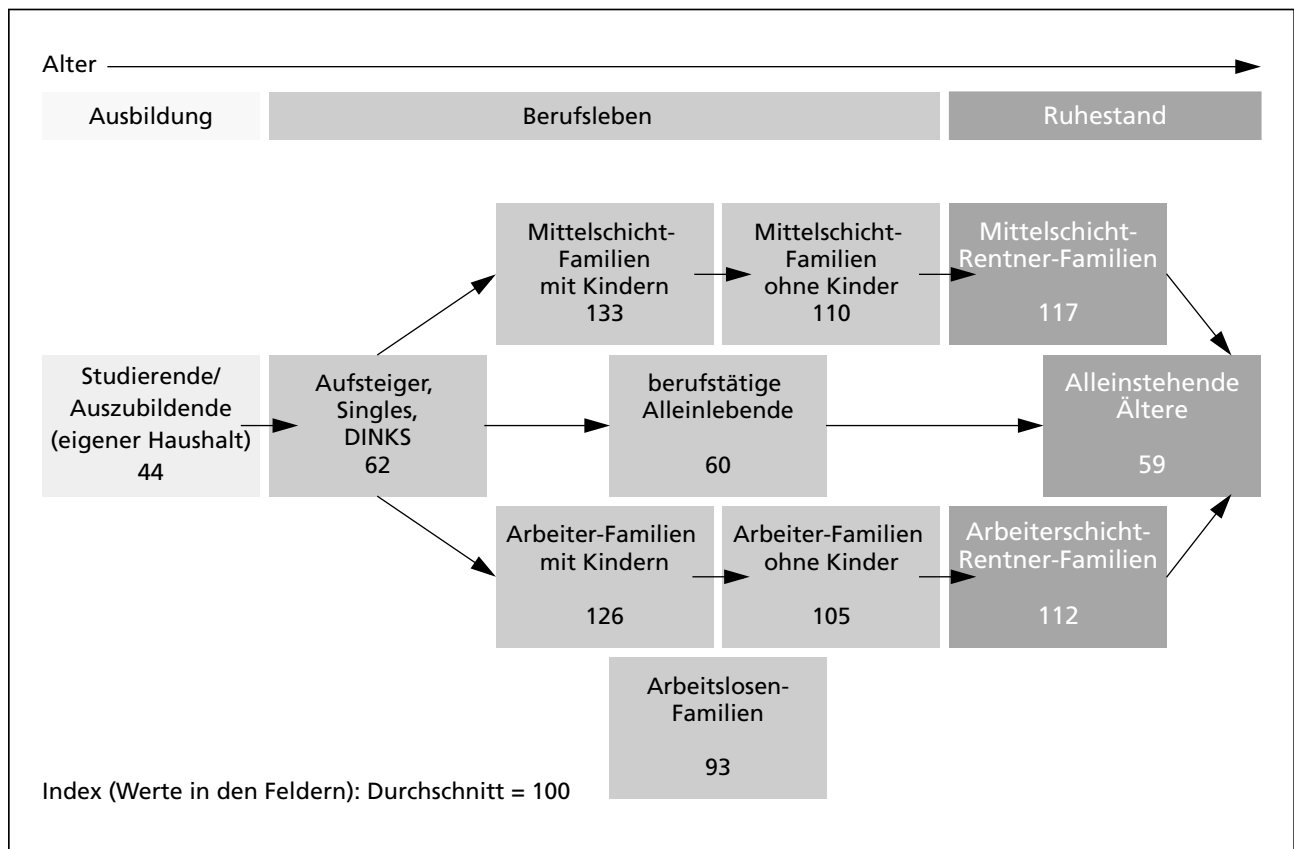 Alter
Ausbildung
Berufsleben
Ruhestand
Mittelschicht-
Familien
mit Kindern
133
Mittelschicht-
Familien
ohne Kinder
110
Mittelschicht-
Rentner-Familien
117
Studierende/
Auszubildende
(eigener Haushalt)
44
Aufsteiger,
Singles,
DINKS
62
berufstätige
Alleinlebende
60
Alleinstehende
Ältere
59
Arbeiter-Familien
mit Kindern
126
Arbeiter-Familien
ohne Kinder
105
Arbeiterschicht-
Rentner-Familien
112
Arbeitslosen-
Familien
93
Index (Werte in den Feldern): Durchschnitt = 100